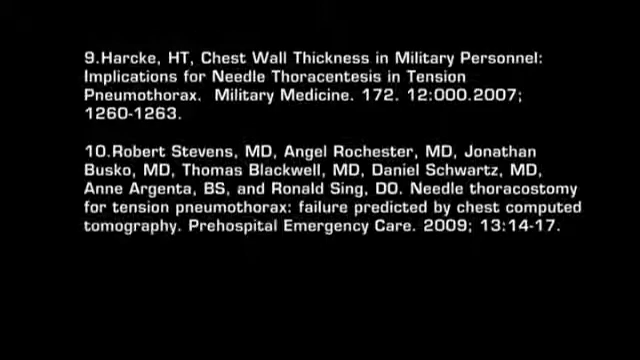 9.Harcke, HT, Chest Wall Thickness in Military Personnel:
Implications for Needle Thoracentesis in Tension
Pneumothorax. Military Medicine. 172. 12:000.2007;
1260-1263.
10.Robert Stevens, MD, Angel Rochester, MD, Jonathan
Busko, MD, Thomas Blackwell, MD, Daniel Schwartz, MD,
Anne Argenta, BS, and Ronald Sing, DO. Needle thoracostomy
for tension pneumothorax: failure predicted by chest computed
tomography. Prehospital Emergency Care. 2009; 13:14-17.